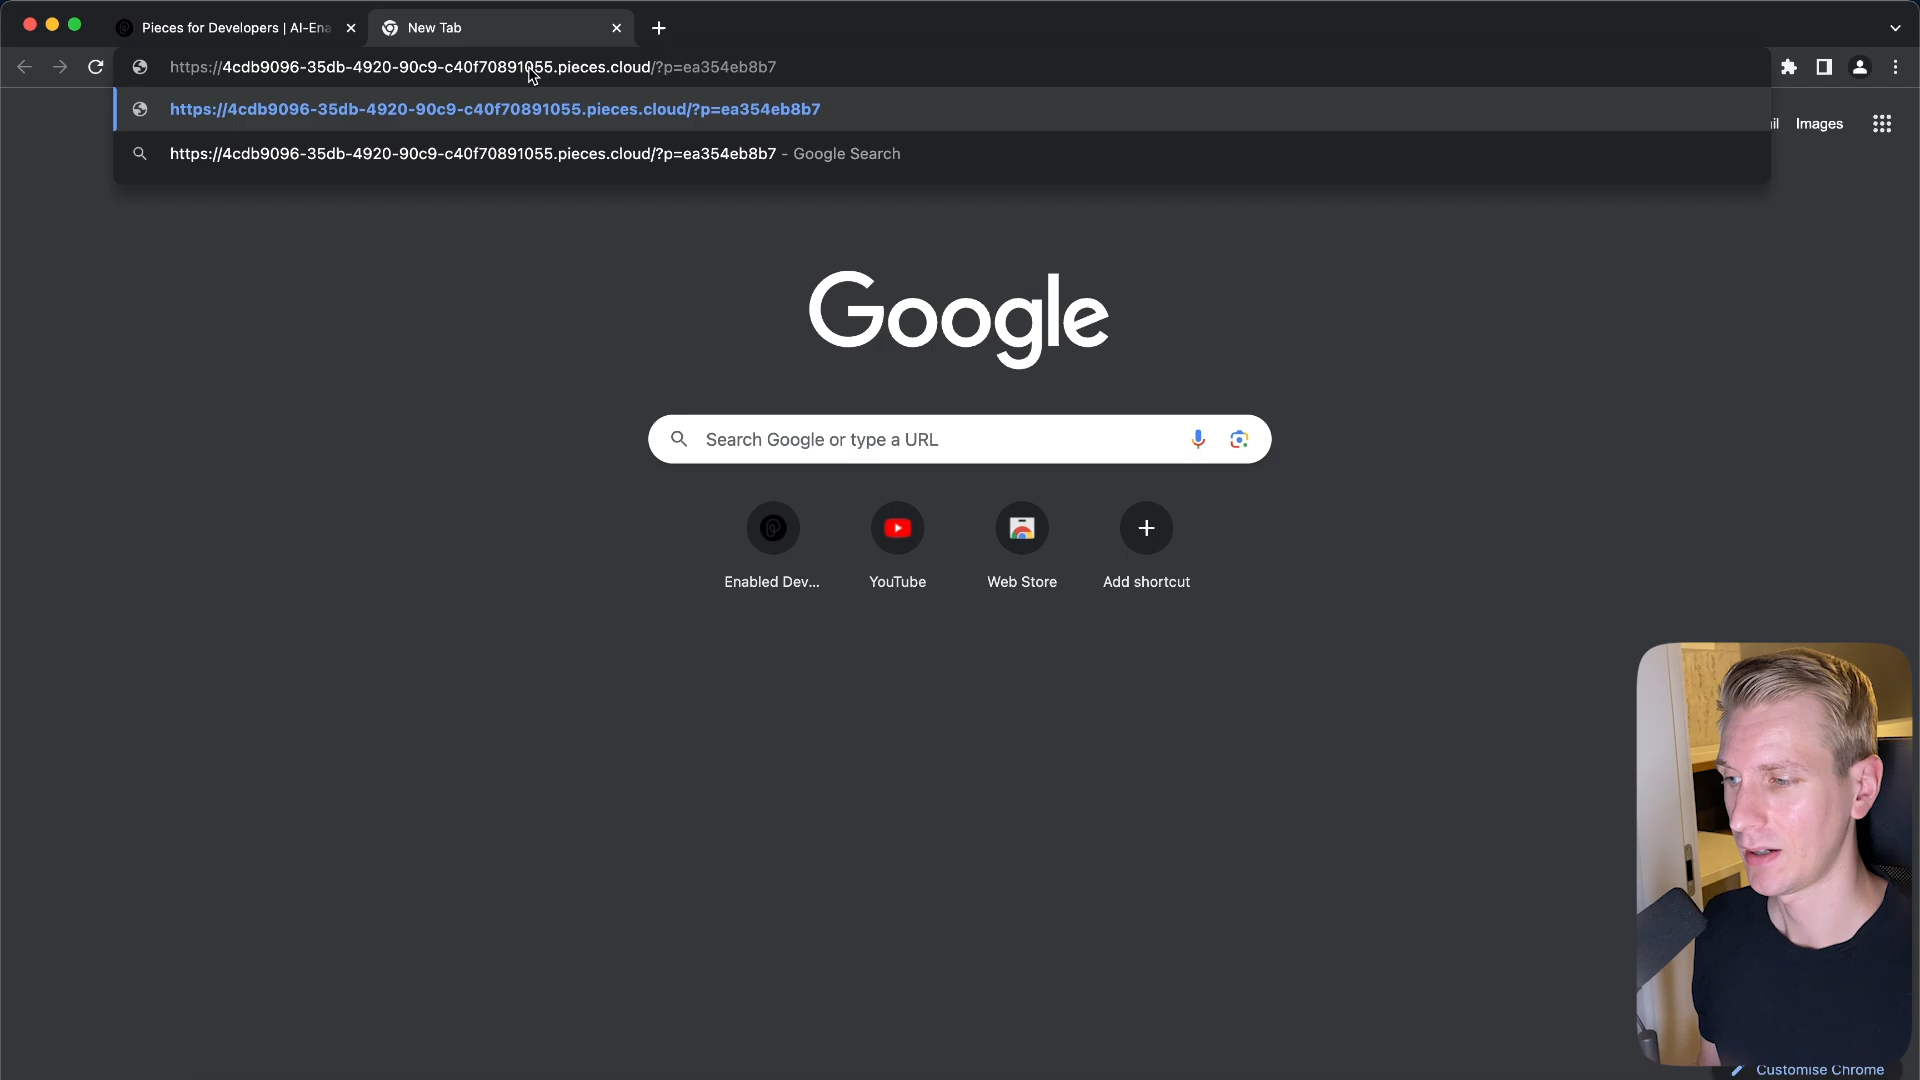 Pieces for Developers | AI-Ena
New Tab
https://4cdb9096-35db-4920-90c9-c40f70891055.pieces.cloud/?p=ea354eb8b7
https://4cdb9096-35db-4920-90c9-c40f70891055.pieces.cloud/?p=ea354eb8b7
https://4cdb9096-35db-4920-90c9-c40f70891055.pieces.cloud/?p=ea354eb8b7 - Google Search
il Images
Google
Search Google or type a URL
Enabled Dev...
YouTube
Web Store
Add shortcut
Customise Chrome